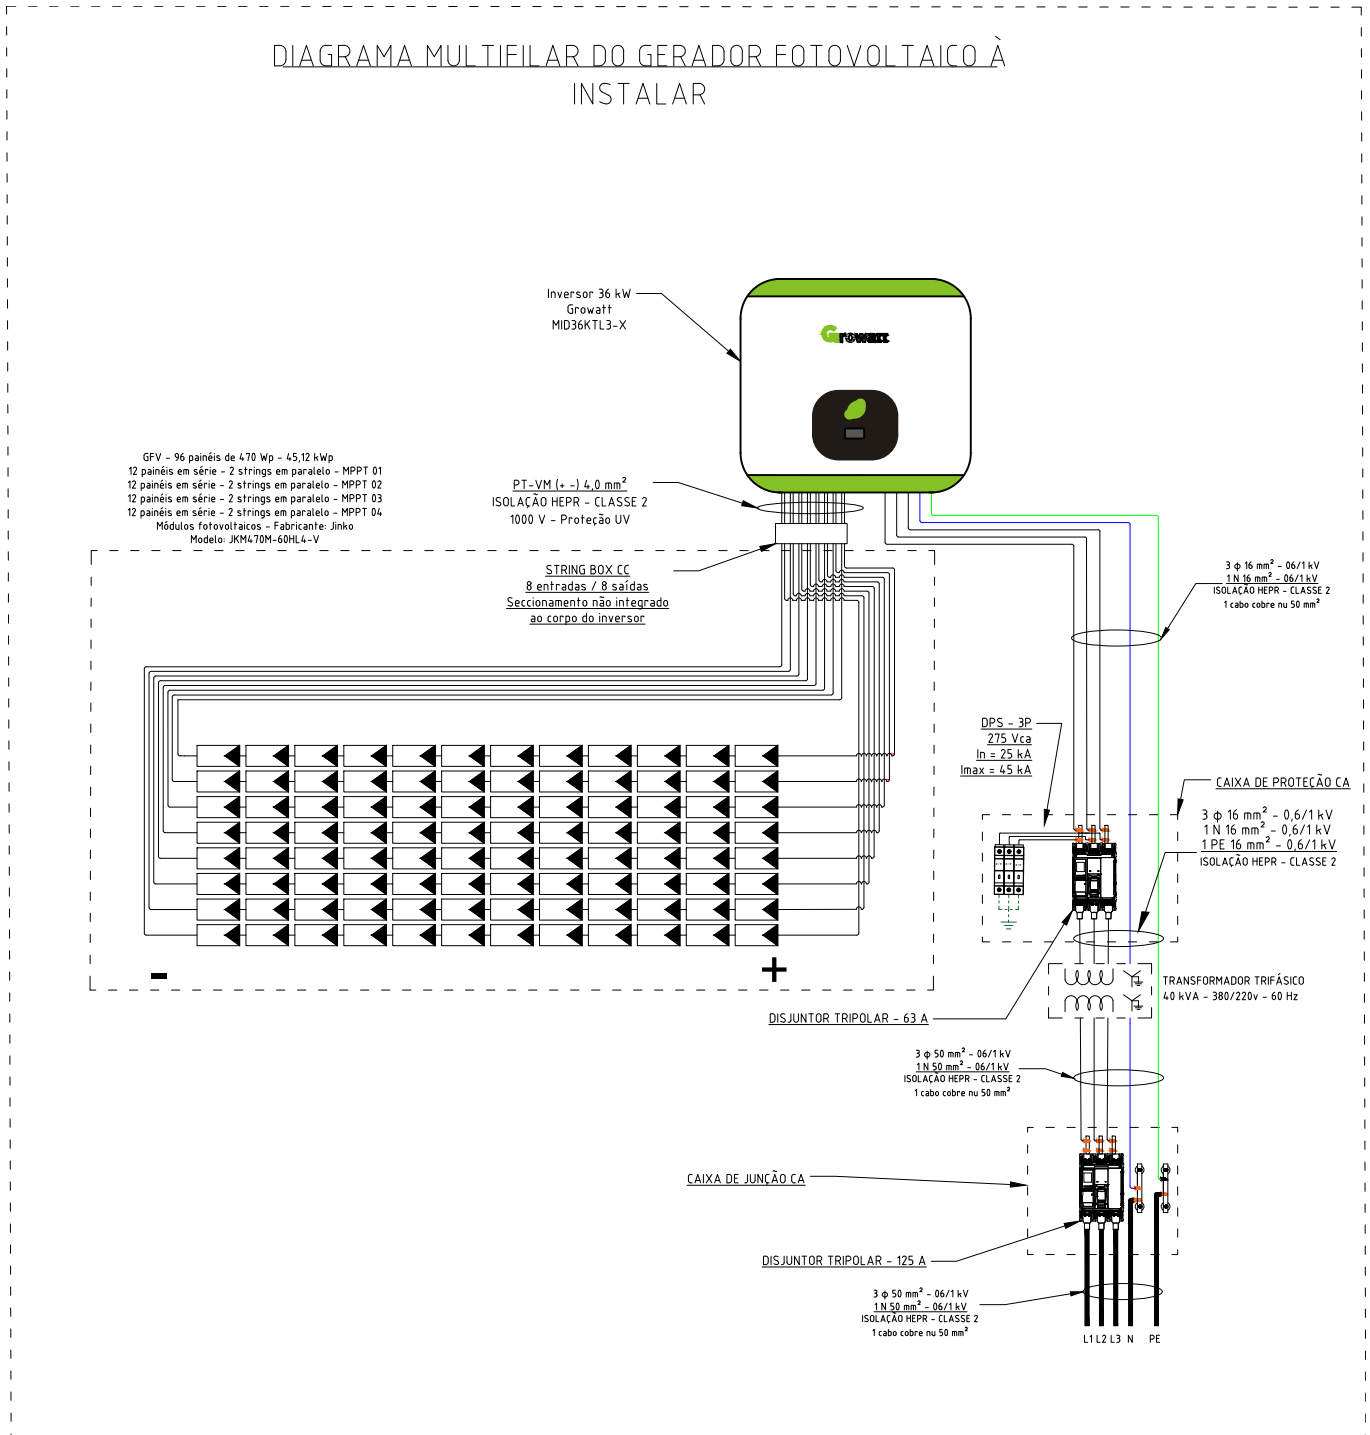 DIAGRAMA MULTIFILAR DO GERADOR FOTOVOLTAICO À
INSTALAR
Inversor 36 kW
Growatt
MID36KTL3-X
Growatt
GFV - 96 painéis de 470 Wp - 45,12 kWp
12 painéis em série - 2 strings em paralelo - MPPT 01
12 painéis em série - 2 strings em paralelo - MPPT 02
12 painéis em série - 2 strings em paralelo - MPPT 03
12 painéis em série - 2 strings em paralelo - MPPT 04
Módulos fotovoltaicos - Fabricante: Jinko
Modelo: JKM470M-60HL4-V
PT-VM (+ -) 4,0 mm²
ISOLAÇÃO HEPR - CLASSE 2
1000 V - Proteção UV
STRING BOX CC
8 entradas / 8 saídas
Seccionamento não integrado
ao corpo do inversor
3 φ 16 mm² - 06/1 kV
1 N 16 mm² - 06/1 kV
ISOLAÇÃO HEPR - CLASSE 2
1 cabo cobre nu 50 mm²
DPS - 3P
275 Vca
In = 25 kA
Imax = 45 kA
CAIXA DE PROTEÇÃO CA
3 φ 16 mm² - 0,6/1 kV
1 N 16 mm² - 0,6/1 kV
1 PE 16 mm² - 0,6/1 kV
ISOLAÇÃO HEPR - CLASSE 2
- +
TRANSFORMADOR TRIFÁSICO
40 kVA - 380/220v - 60 Hz
DISJUNTOR TRIPOLAR - 63 A
3 φ 50 mm² - 06/1 kV
1 N 50 mm² - 06/1 kV
ISOLAÇÃO HEPR - CLASSE 2
1 cabo cobre nu 50 mm²
CAIXA DE JUNÇÃO CA
DISJUNTOR TRIPOLAR - 125 A
3 φ 50 mm² - 06/1 kV
1 N 50 mm² - 06/1 kV
ISOLAÇÃO HEPR - CLASSE 2
1 cabo cobre nu 50 mm²
L1 L2 L3 N PE